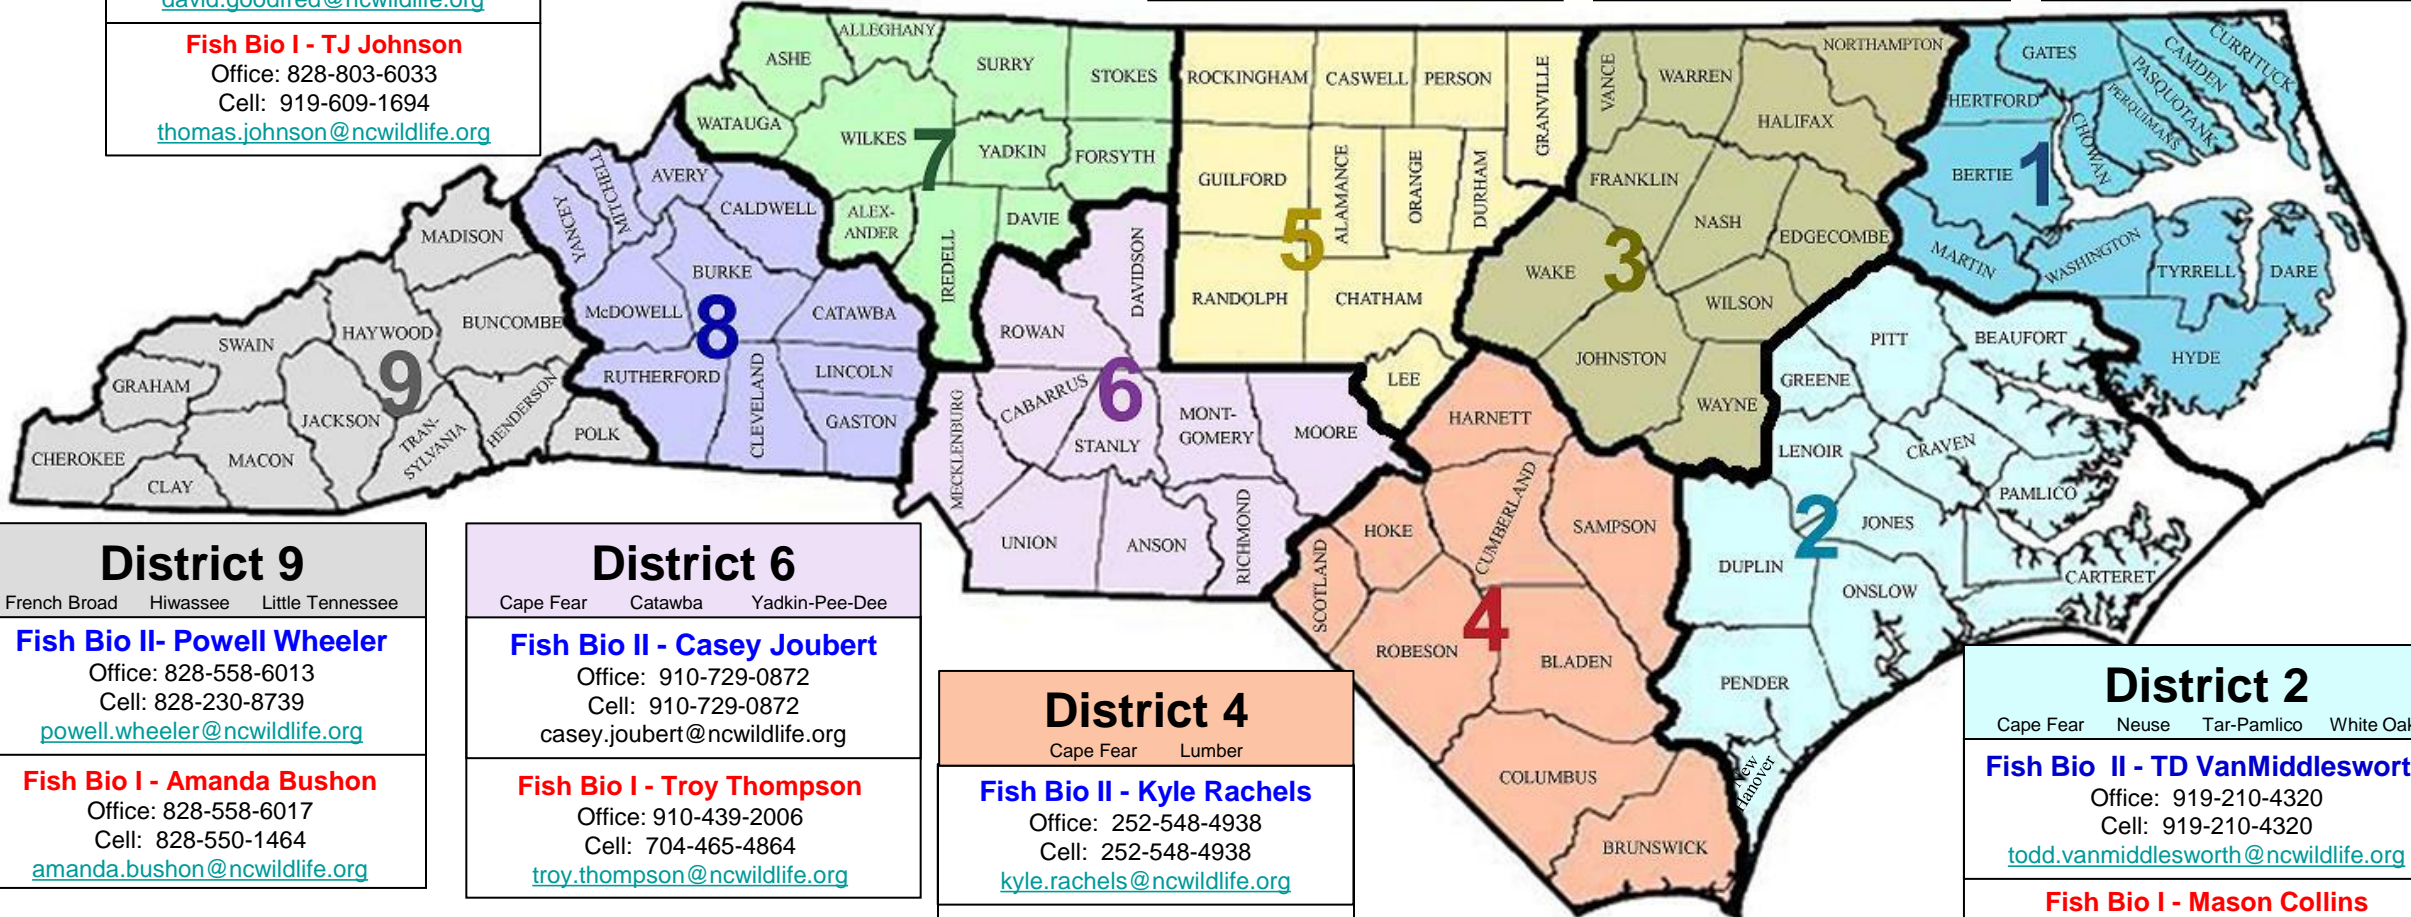 david.goodfred@ncwildlife.org
Fish Bio I - TJ Johnson
Office: 828-803-6033
Cell: 919-609-1694
thomas.johnson@ncwildlife.org
ASHE
ALLEGHANY
SURRY
STOKES
WATAUGA
WILKES
YADKIN
FORSYTH
ALEX-
ANDER
IREDELL
DAVIE
7
ROCKINGHAM
CASWELL
PERSON
GRANVILLE
GUILFORD
ALAMANCE
ORANGE
DURHAM
RANDOLPH
CHATHAM
LEE
5
VANCE
WARREN
NORTHAMPTON
HALIFAX
FRANKLIN
NASH
EDGECOMBE
WAKE
WILSON
JOHNSTON
WAYNE
3
GATES
CAMDEN
CURRITUCK
PASQUOTANK
PERQUIMANS
HERTFORD
CHOWAN
BERTIE
MARTIN
WASHINGTON
TYRRELL
DARE
HYDE
1
MITCHELL
AVERY
YANCEY
CALDWELL
BURKE
McDOWELL
CATAWBA
RUTHERFORD
CLEVELAND
LINCOLN
GASTON
8
MADISON
BUNCOMBE
HAYWOOD
SWAIN
GRAHAM
JACKSON
TRAN-
SYLVANIA
HENDERSON
POLK
CHEROKEE
MACON
CLAY
9
DAVIDSON
ROWAN
CABARRUS
MECKLENBURG
STANLY
MONT-
GOMERY
MOORE
UNION
ANSON
RICHMOND
6
HARNETT
CUMBERLAND
SAMPSON
HOKE
SCOTLAND
ROBESON
BLADEN
COLUMBUS
BRUNSWICK
4
PITT
BEAUFORT
GREENE
LENOIR
CRAVEN
PAMLICO
JONES
DUPLIN
ONSLOW
CARTERET
PENDER
New
Hanover
2
District 9
French Broad Hiwassee Little Tennessee
Fish Bio II- Powell Wheeler
Office: 828-558-6013
Cell: 828-230-8739
powell.wheeler@ncwildlife.org
Fish Bio I - Amanda Bushon
Office: 828-558-6017
Cell: 828-550-1464
amanda.bushon@ncwildlife.org
District 6
Cape Fear Catawba Yadkin-Pee-Dee
Fish Bio II - Casey Joubert
Office: 910-729-0872
Cell: 910-729-0872
casey.joubert@ncwildlife.org
Fish Bio I - Troy Thompson
Office: 910-439-2006
Cell: 704-465-4864
troy.thompson@ncwildlife.org
District 4
Cape Fear Lumber
Fish Bio II - Kyle Rachels
Office: 252-548-4938
Cell: 252-548-4938
kyle.rachels@ncwildlife.org
District 2
Cape Fear Neuse Tar-Pamlico White Oak
Fish Bio II - TD VanMiddleswort
Office: 919-210-4320
Cell: 919-210-4320
todd.vanmiddlesworth@ncwildlife.org
Fish Bio I - Mason Collins